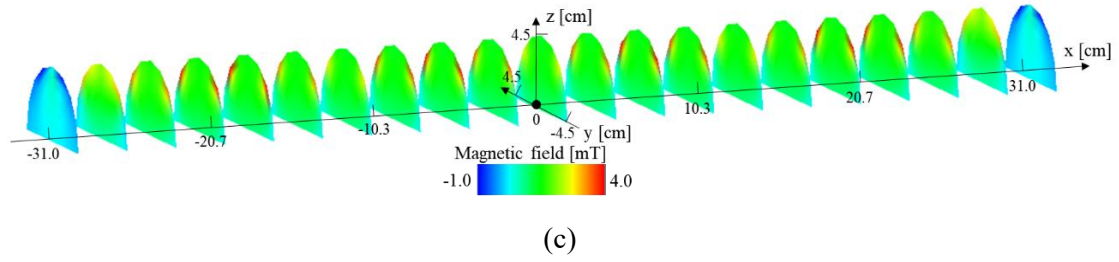 z [cm]
4.5
x [cm]
4.5
31.0
20.7
10.3
0
-4.5
y [cm]
-10.3
-20.7
-31.0
Magnetic field [mT]
-1.0 4.0
(c)